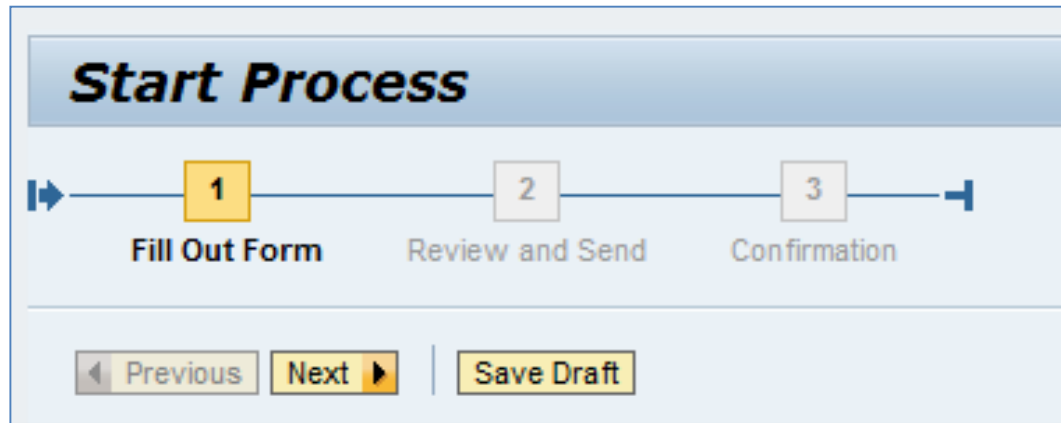 Start Process
1 2 3
Fill Out Form Review and Send Confirmation
Previous Next Save Draft